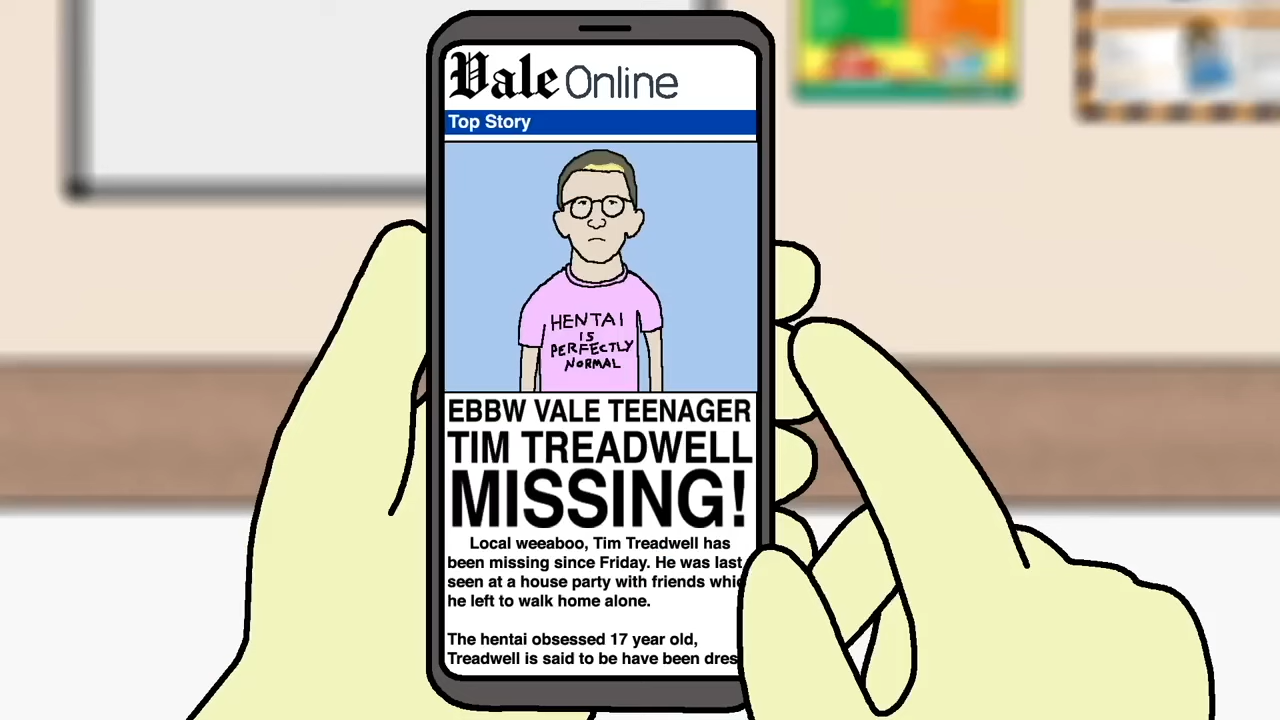 Vale Online
Top Story
HENTAI
IS
PERFECTLY
NORMAL
EBBW VALE TEENAGER
TIM TREADWELL
MISSING!
Local weeaboo, Tim Treadwell has
been missing since Friday. He was last
seen at a house party with friends
he left to walk home alone.
The hentai obsessed 17 year old,
Treadwell is said to be have been